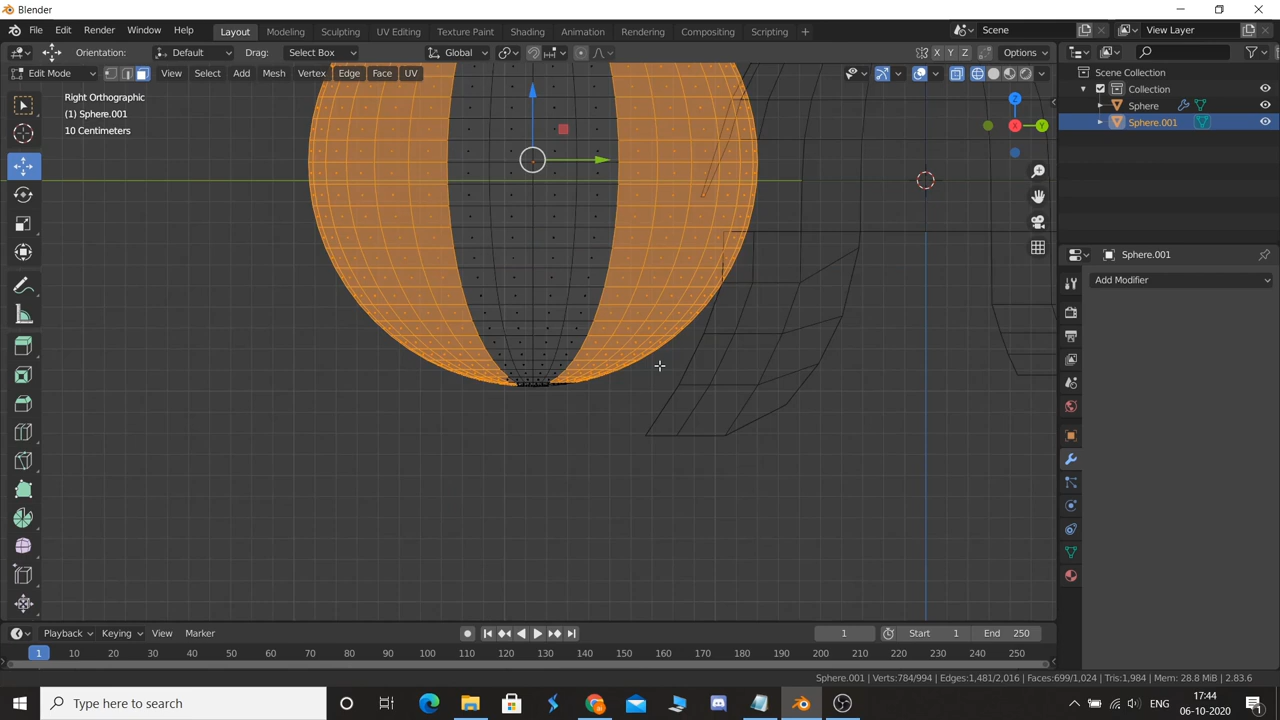 Blender
File Edit Render Window Help Layout Modeling Sculpting UV Editing Texture Paint Shading Animation Rendering Compositing Scripting + Scene View Layer
Orientation: Default Drag: Select Box Global X Y Z Options
Edit Mode View Select Add Mesh Vertex Edge Face UV
Scene Collection
Collection
Sphere
Sphere.001
Right Orthographic
(1) Sphere.001
10 Centimeters
Z
X
Y
Sphere.001
Add Modifier
Playback Keying View Marker 1 Start 1 End 250
1 10 20 30 40 50 60 70 80 90 100 110 120 130 140 150 160 170 180 190 200 210 220 230 240 250
Sphere.001 | Verts:784/994 | Edges:1,481/2,016 | Faces:699/1,024 | Tris:1,984 | Mem: 28.8 MiB | 2.83.6
Type here to search
ENG
17:44
06-10-2020